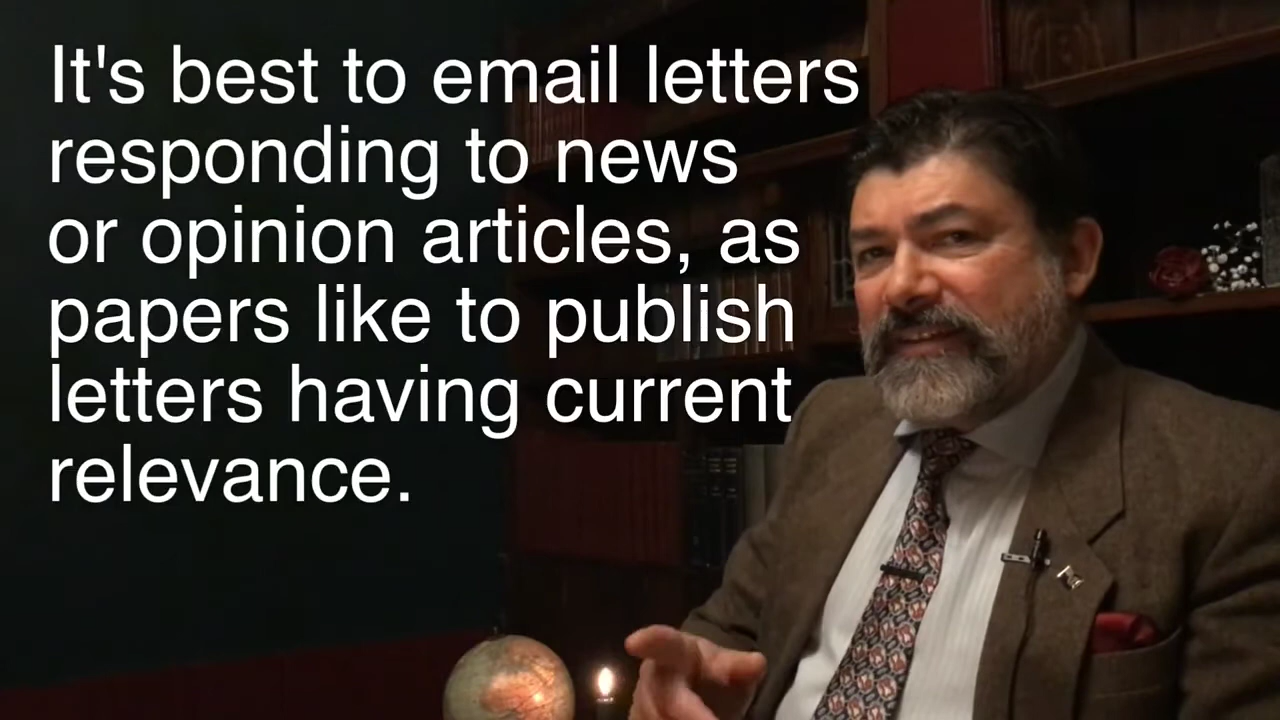 It's best to email letters
responding to news
or opinion articles, as
papers like to publish
letters having current
relevance.